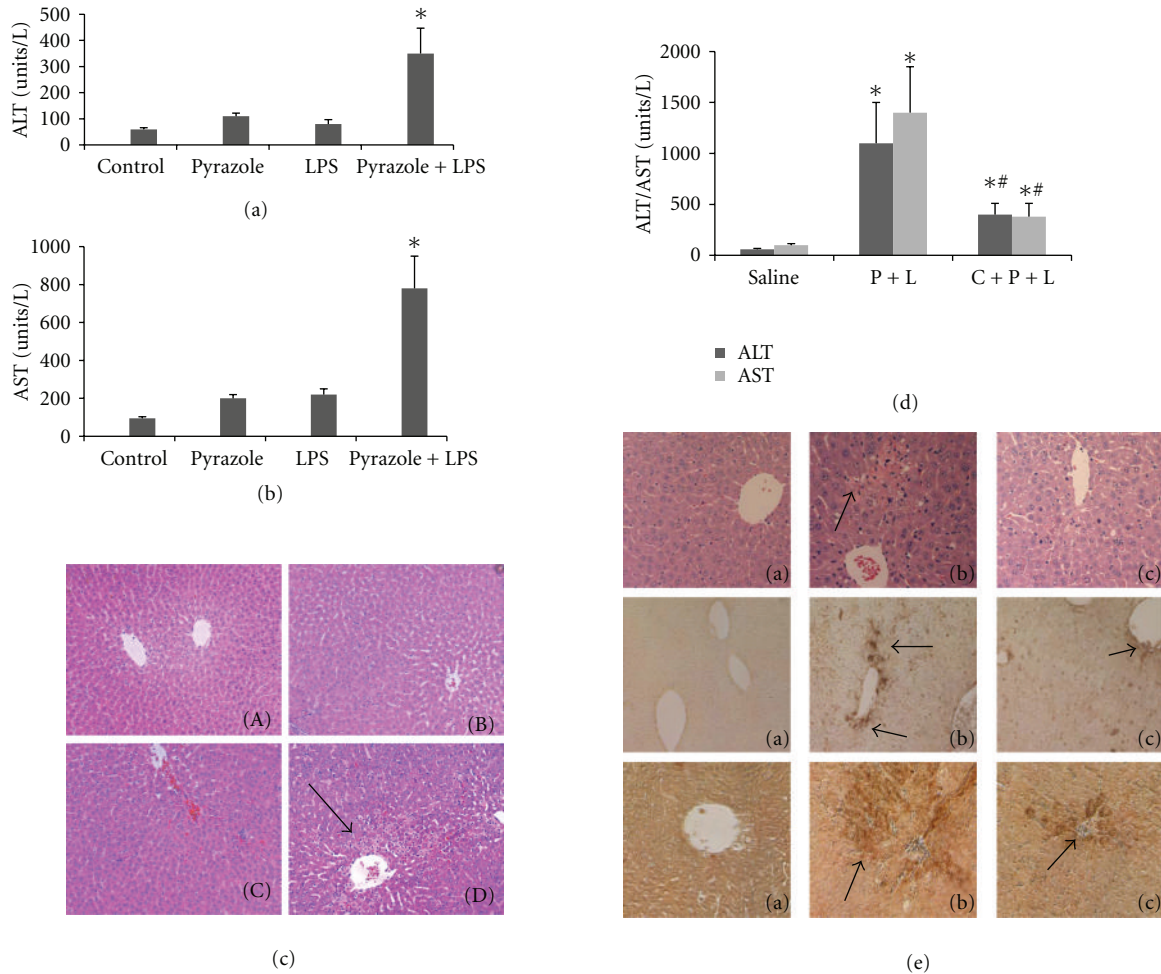 ALT (units/L)
500
400
300
200
100
0
*
Control Pyrazole LPS Pyrazole + LPS
(a)
AST (units/L)
1000
800
600
400
200
0
*
Control Pyrazole LPS Pyrazole + LPS
(b)
(A)
(B)
(C)
(D)
(c)
ALT/AST (units/L)
2000
1500
1000
500
0
* *
*# *#
Saline P + L C + P + L
ALT
AST
(d)
(a) (b) (c)
(a) (b) (c)
(a) (b) (c)
(e)